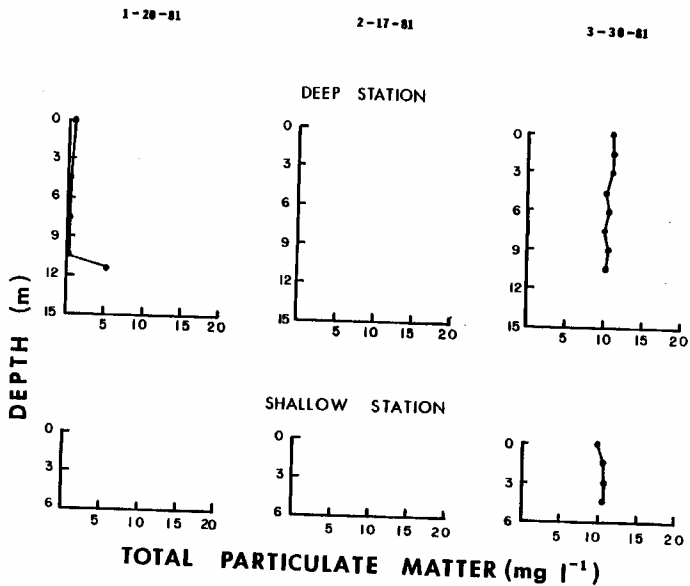 1-20-81 2-17-81 3-30-81
DEEP STATION
0 0 0
3 3 3
6 6 6
9 9 9
12 12 12
15 15 15
5 10 15 20 5 10 15 20 5 10 15 20
SHALLOW STATION
0 0 0
3 3 3
6 6 6
5 10 15 20 5 10 15 20 5 10 15 20
DEPTH (m)
TOTAL PARTICULATE MATTER (mg l⁻¹)